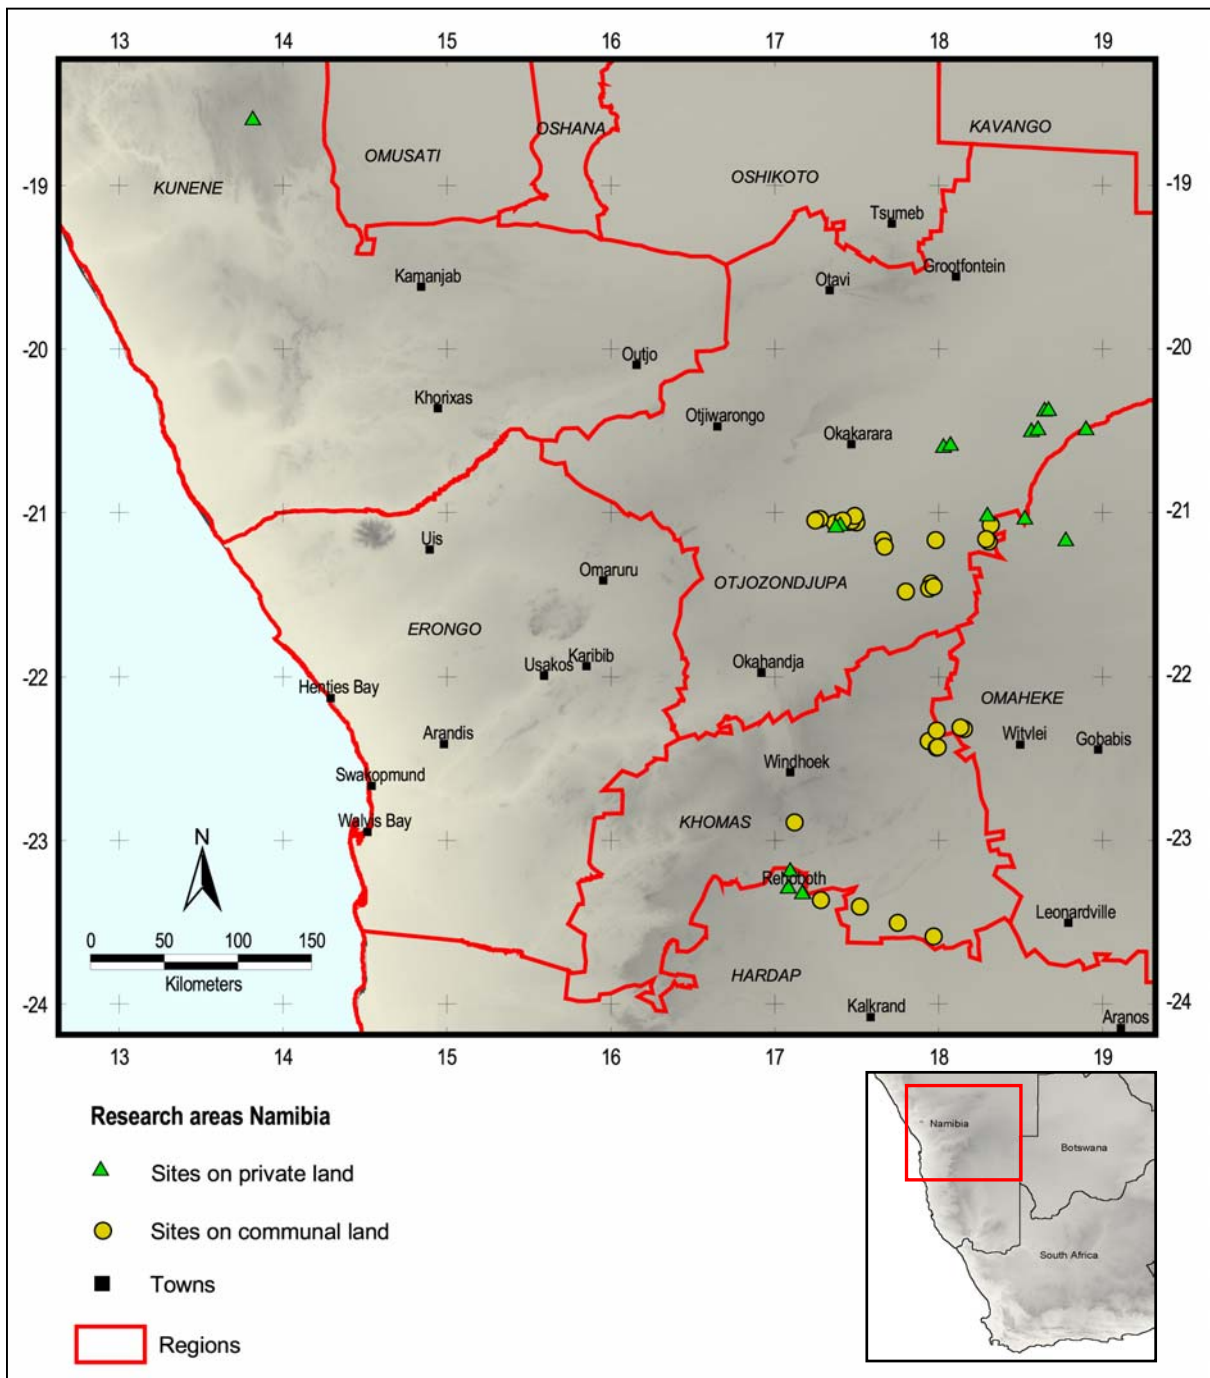 13 14 15 16 17 18 19
KAVANGO
OSHANA
OMUSATI
OSHIKOTO
KUNENE
-19 -19
Tsumeb
Grootfontein
Kamanjab
Otavi
-20 -20
Outjo
Khorixas
Otjiwarongo
Okakarara
-21 -21
Uis
Omaruru
OTJOZONDJUPA
ERONGO
Karibib
Usakos
Okahandja
-22 -22
Henties Bay
OMAHEKE
Arandis
Witvlei
Gobabis
Windhoek
Swakopmund
Walvis Bay
KHOMAS
-23 -23
N
Rehoboth
Leonardville
0 50 100 150
Kilometers
HARDAP
-24 -24
Kalkrand
Aranos
13 14 15 16 17 18 19
Research areas Namibia
Sites on private land
Sites on communal land
Towns
Regions
Namibia
Botswana
South Africa